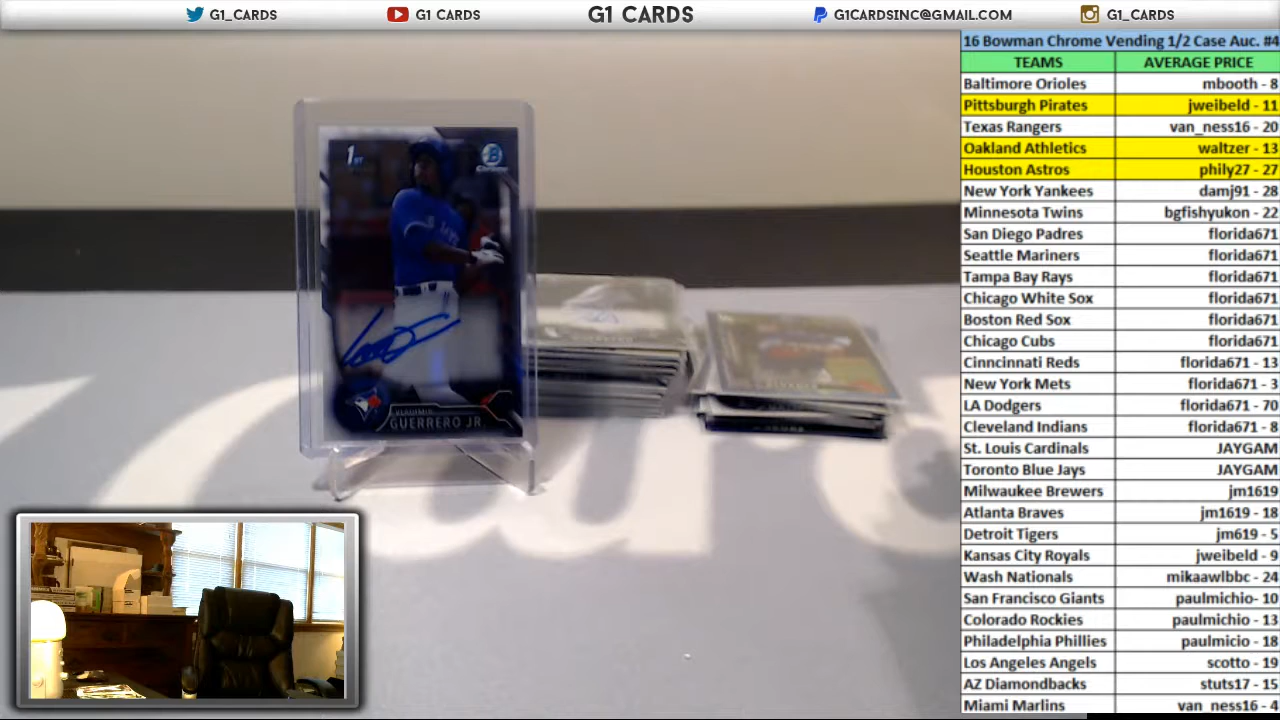 G1_CARDS G1 CARDS G1 CARDS G1CARDSINC@GMAIL.COM G1_CARDS
16 Bowman Chrome Vending 1/2 Case Auc. #4
TEAMS AVERAGE PRICE
Baltimore Orioles mbooth - 8
Pittsburgh Pirates jweibeld - 11
Texas Rangers van_ness16 - 20
Oakland Athletics waltzer - 13
Houston Astros phily27 - 27
New York Yankees damj91 - 28
Minnesota Twins bgfishyukon - 22
San Diego Padres florida671
Seattle Mariners florida671
Tampa Bay Rays florida671
Chicago White Sox florida671
Boston Red Sox florida671
Chicago Cubs florida671
Cinncinnati Reds florida671 - 13
New York Mets florida671 - 3
LA Dodgers florida671 - 70
Cleveland Indians florida671 - 8
St. Louis Cardinals JAYGAM
Toronto Blue Jays JAYGAM
Milwaukee Brewers jm1619
Atlanta Braves jm1619 - 18
Detroit Tigers jm619 - 5
Kansas City Royals jweibeld - 9
Wash Nationals mikaawlbbc - 24
San Francisco Giants paulmichio- 10
Colorado Rockies paulmichio - 13
Philadelphia Phillies paulmicio - 18
Los Angeles Angels scotto - 19
AZ Diamondbacks stuts17 - 15
Miami Marlins van_ness16 - 4
1ST
B
Chrome
VLADIMIR
GUERRERO JR.